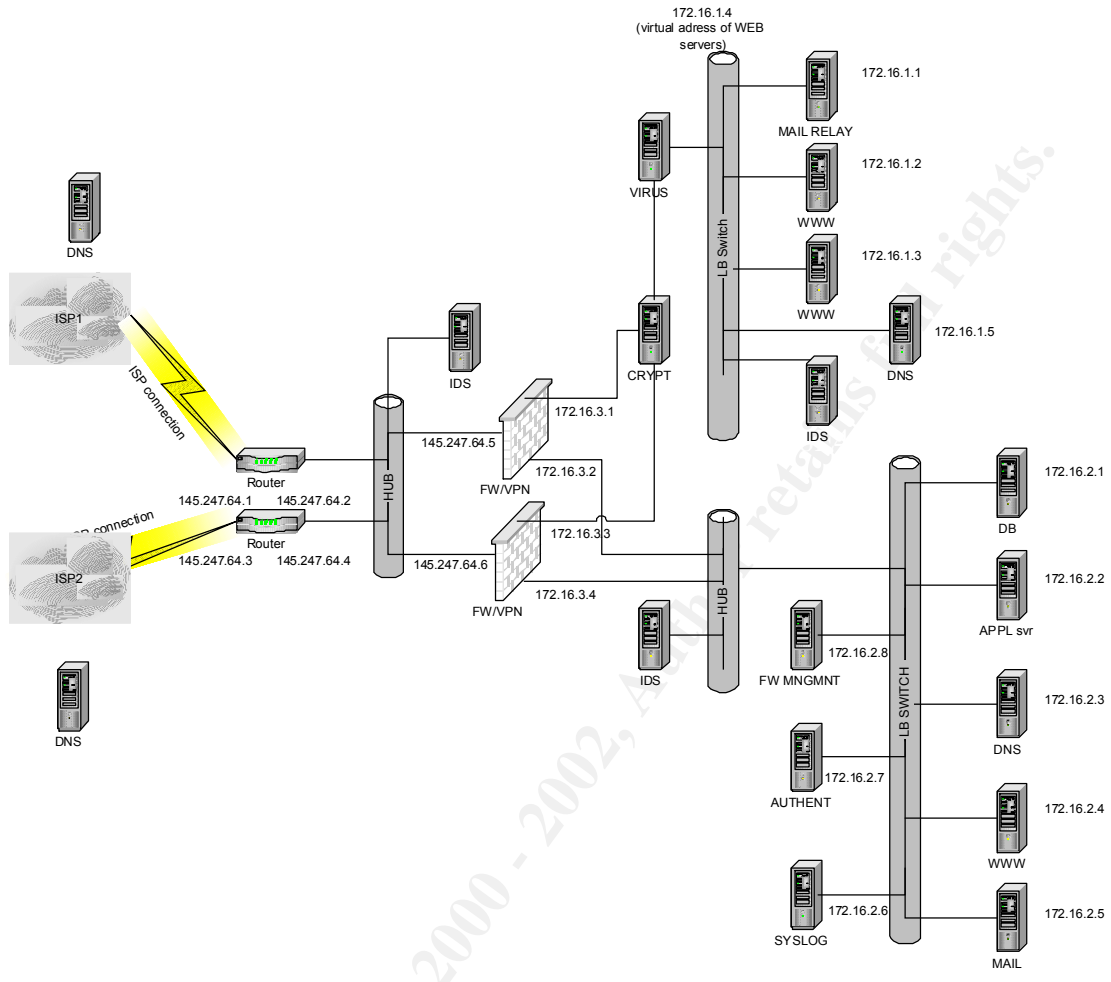 172.16.1.4
(virtual adress of WEB
servers)
172.16.1.1
MAIL RELAY
VIRUS
172.16.1.2
WWW
DNS
LB Switch
172.16.1.3
WWW
ISP1
ISP connection
IDS
CRYPT
172.16.1.5
DNS
IDS
172.16.3.1
145.247.64.5
172.16.3.2
FW/VPN
Router
145.247.64.1
145.247.64.2
HUB
172.16.2.1
DB
connection
Router
145.247.64.3
145.247.64.4
172.16.3.3
145.247.64.6
ISP2
172.16.3.4
FW/VPN
HUB
172.16.2.2
APPL svr
IDS
172.16.2.8
FW MNGMNT
LB SWITCH
172.16.2.3
DNS
DNS
172.16.2.7
AUTHENT
172.16.2.4
WWW
172.16.2.6
SYSLOG
172.16.2.5
MAIL
2000 - 2002, Author retains full rights.